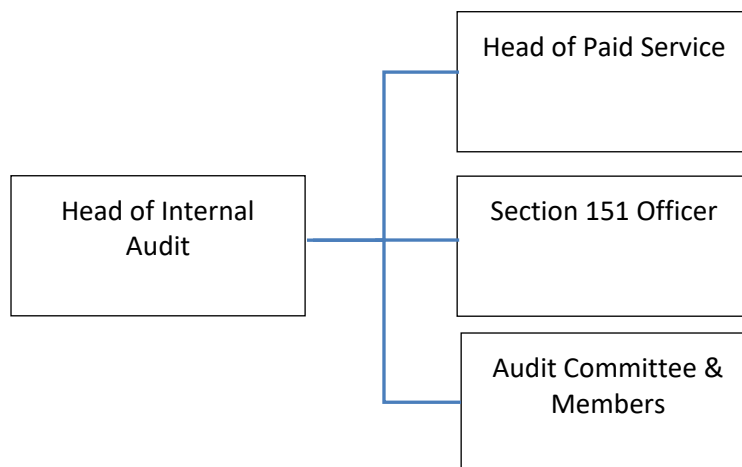 Head of Paid Service
Head of Internal
Audit
Section 151 Officer
Audit Committee &
Members